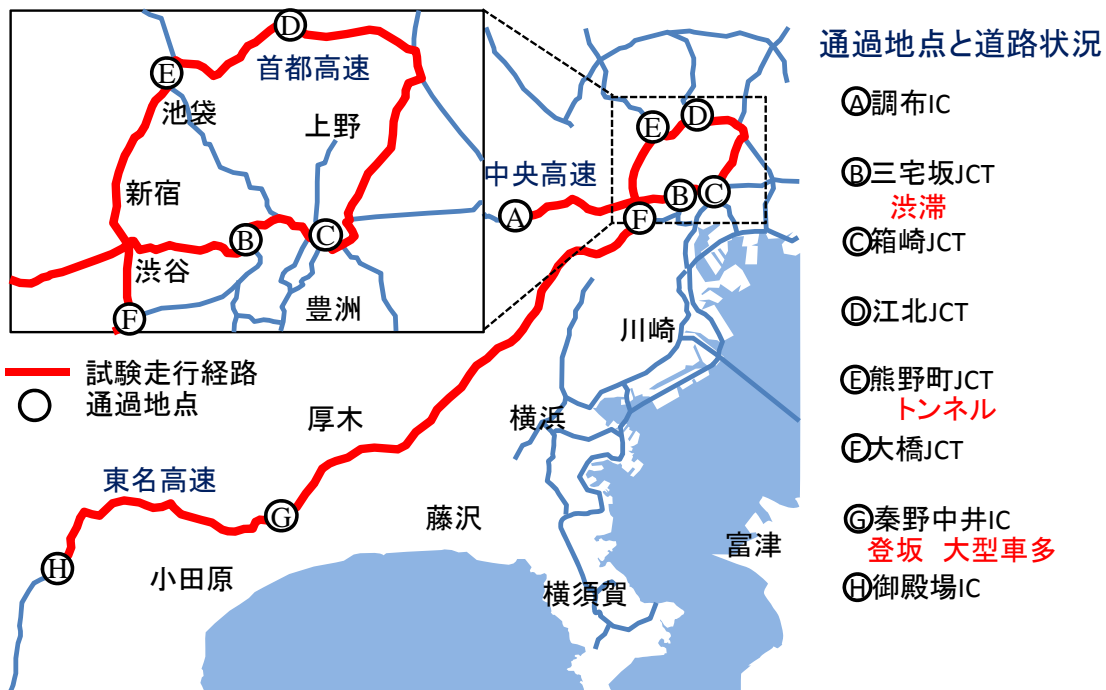 D
E
首都高速
池袋
上野
新宿
B
C
渋谷
F
豊洲
試験走行経路
通過地点
中央高速
E
D
A
B
C
F
川崎
厚木
横浜
東名高速
G
藤沢
富津
H
小田原
横須賀
通過地点と道路状況
A調布IC
B三宅坂JCT
渋滞
C箱崎JCT
D江北JCT
E熊野町JCT
トンネル
F大橋JCT
G秦野中井IC
登坂 大型車多
H御殿場IC